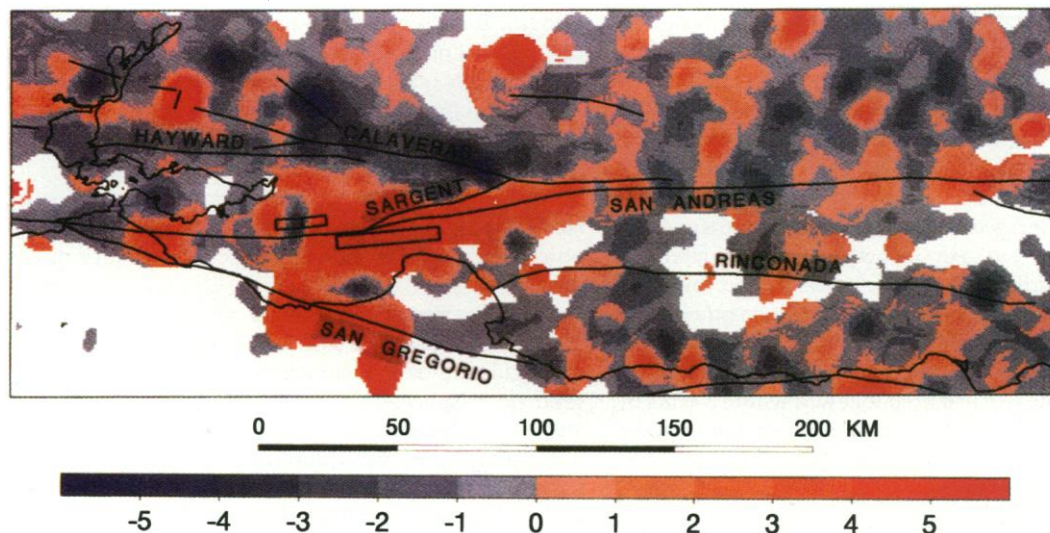 HAYWARD
CALAVERAS
SARGENT
SAN ANDREAS
RINCONADA
SAN GREGORIO
0 50 100 150 200 KM
-5 -4 -3 -2 -1 0 1 2 3 4 5